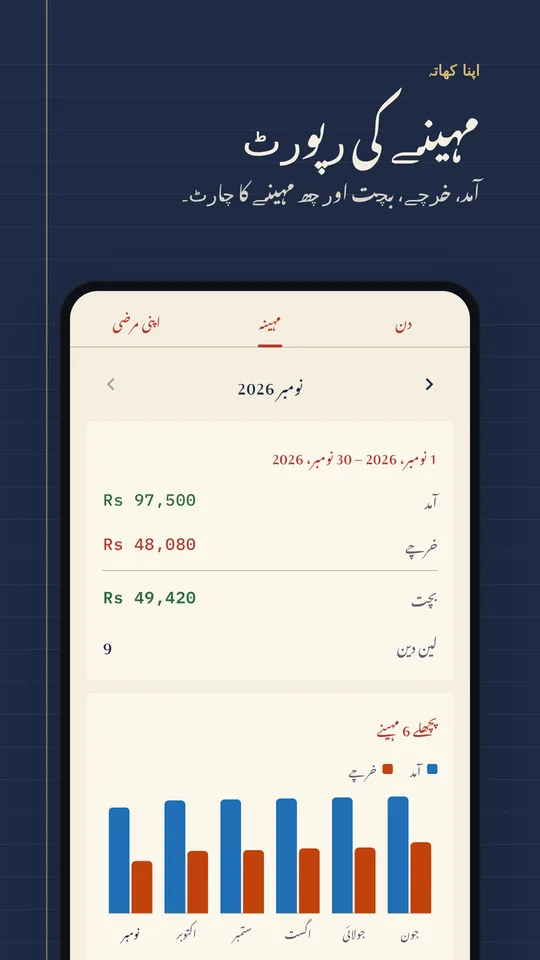 اپنا کھاتہ
مہینے کی رپورٹ
آمد، خرچے، بچت اور چھ مہینے کا چارٹ۔
دن مہینہ اپنی مرضی
نومبر 2026
1 نومبر، 2026 – 30 نومبر، 2026
آمد Rs 97,500
خرچے Rs 48,080
بچت Rs 49,420
لین دین 9
پچھلے 6 مہینے
آمد خرچے
جون جولائی اگست ستمبر اکتوبر نومبر